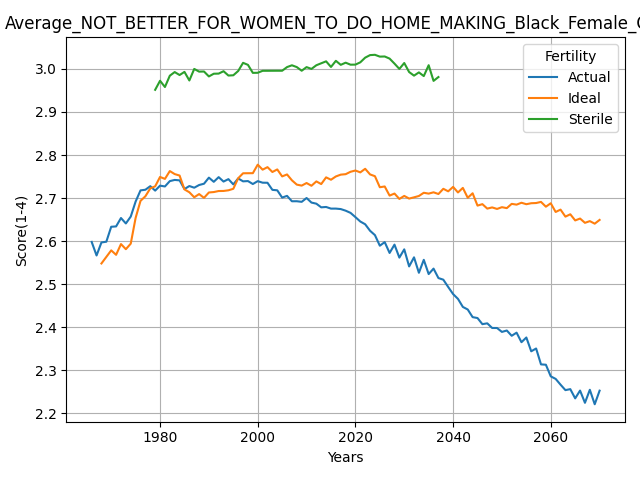 Average_NOT_BETTER_FOR_WOMEN_TO_DO_HOME_MAKING_Black_Female_
Fertility
Actual
Ideal
Sterile
Score(1-4)
3.0
2.9
2.8
2.7
2.6
2.5
2.4
2.3
2.2
1980 2000 2020 2040 2060
Years